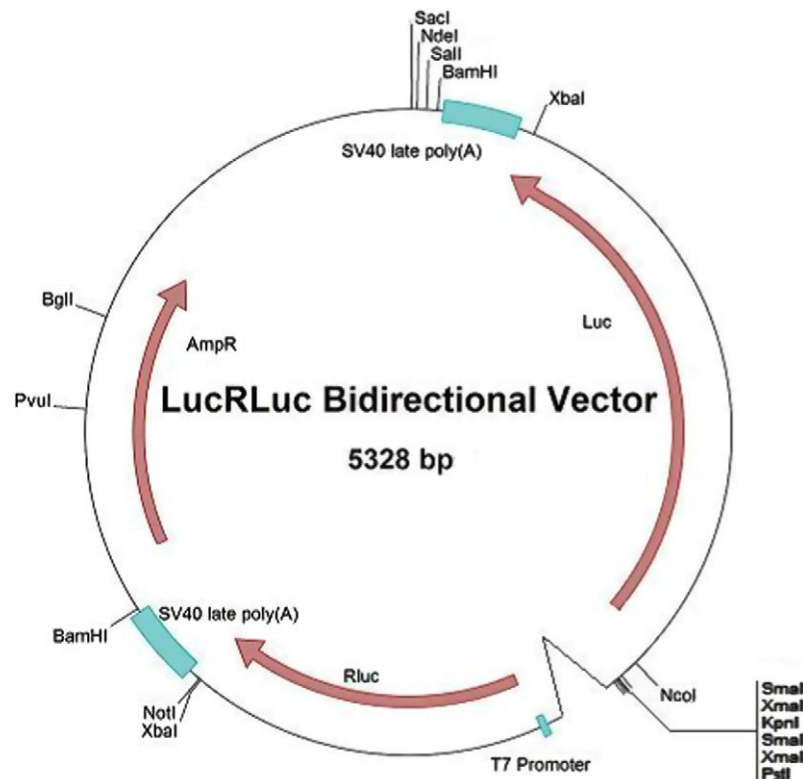 SacI
NdeI
SalI
BamHI
XbaI
SV40 late poly(A)
Luc
BglI
AmpR
PvuI
LucRLuc Bidirectional Vector
5328 bp
SV40 late poly(A)
BamHI
Rluc
NotI
XbaI
NcoI
T7 Promoter
SmaI
XmaI
KpnI
SmaI
XmaI
PstI